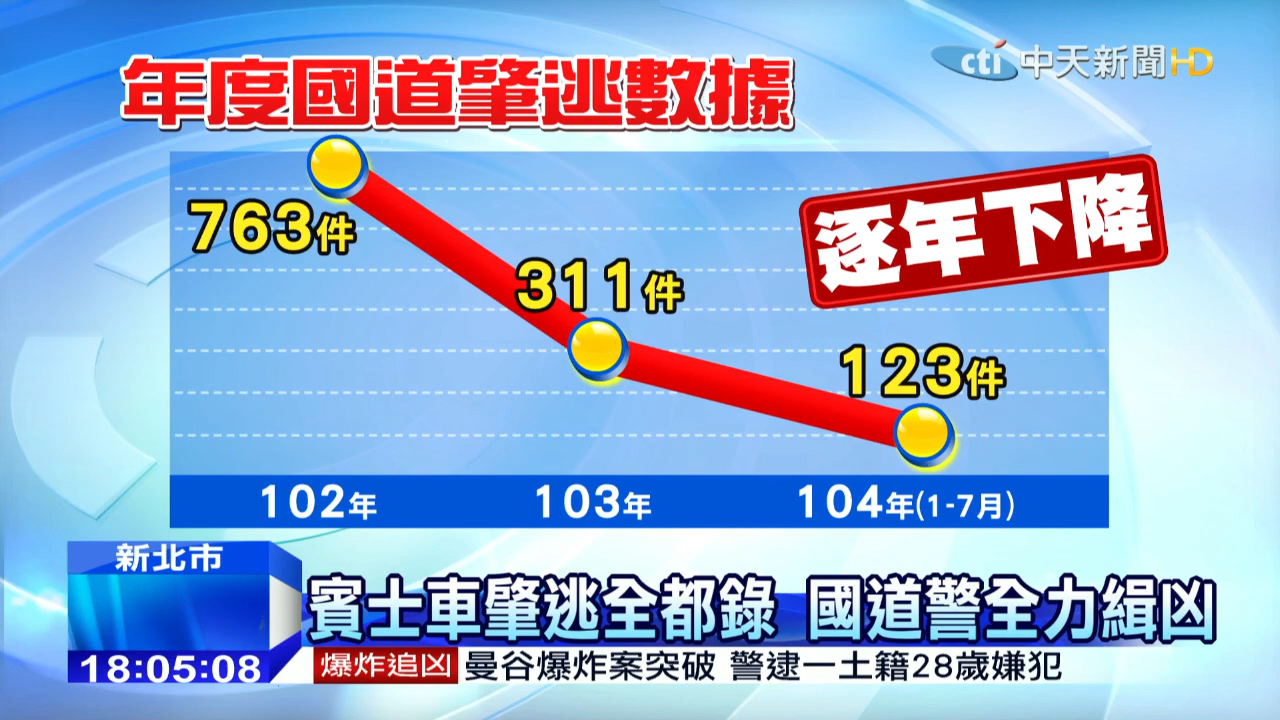 cti 中天新聞HD
年度國道肇逃數據
逐年下降
763件
311件
123件
102年
103年
104年(1-7月)
新北市
賓士車肇逃全都錄 國道警全力緝凶
18:05:08
爆炸追凶 曼谷爆炸案突破 警逮一土籍28歲嫌犯